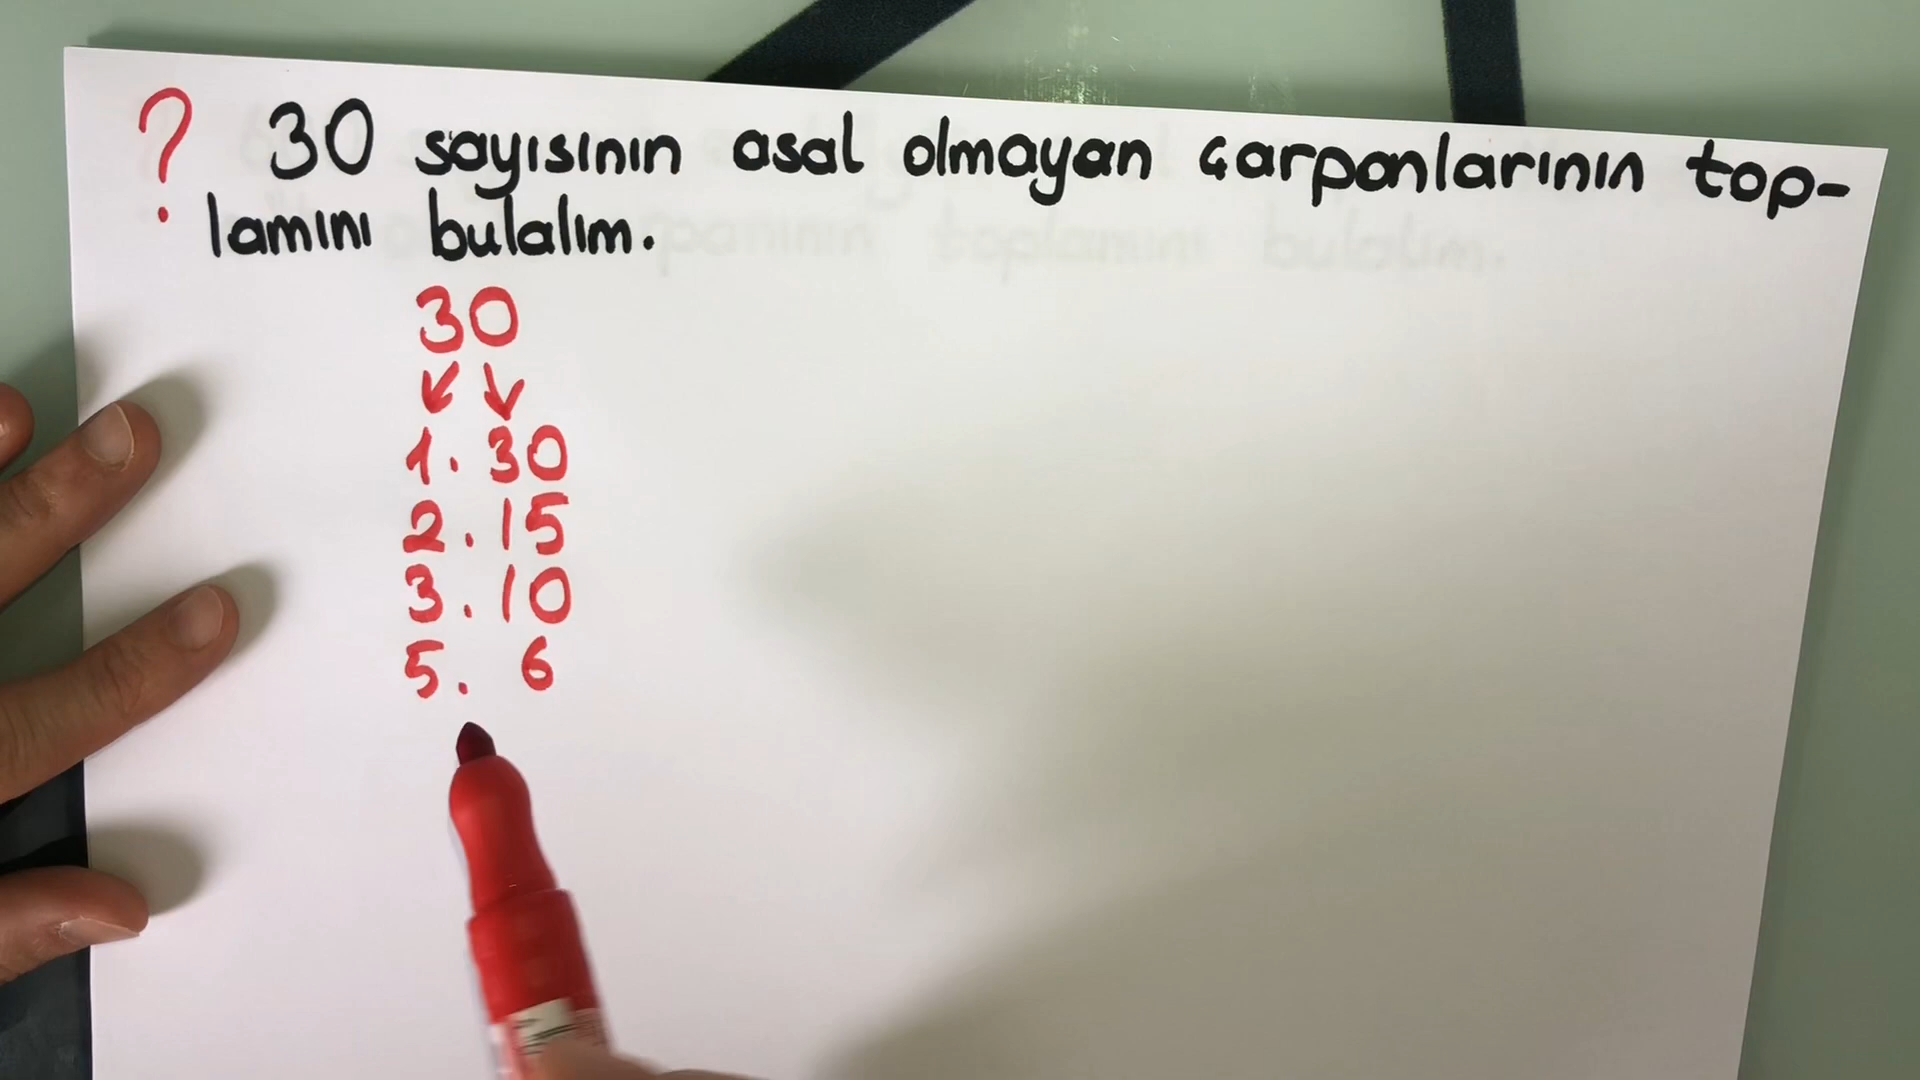 ? 30 sayısının asal olmayan çarpanlarının top-
lamını bulalım.
30
↙ ↘
1 . 30
2 . 15
3 . 10
5 . 6